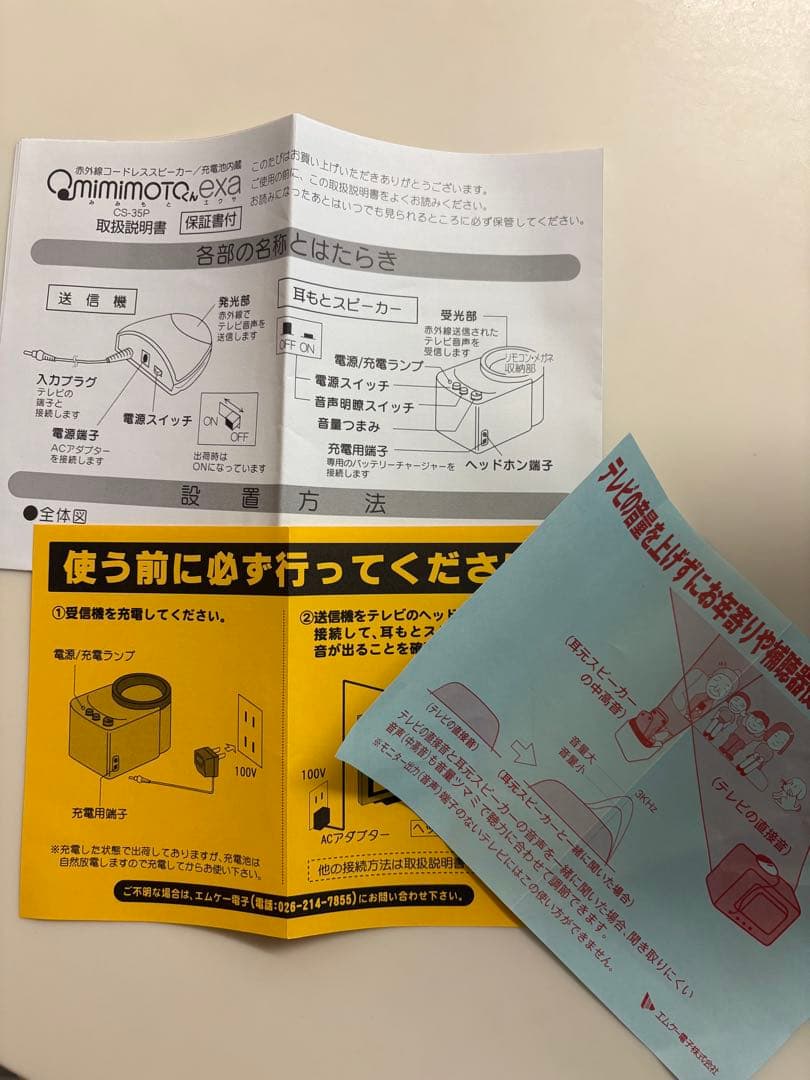 赤外線コードレススピーカー/充電池内蔵
mimimoTOくんexa
みみもと エクサ
CS-35P
取扱説明書 保証書付
このたびはお買い上げいただきありがとうございます。
ご使用の前に、この取扱説明書をよくお読みください。
お読みになったあとはいつでも見られるところに必ず保管してください。
各部の名称とはたらき
送信機
発光部
赤外線で
テレビ音声を
送信します
入力プラグ
テレビの
端子と
接続します
電源スイッチ
電源端子
ACアダプター
を接続します
ON
OFF
出荷時は
ONになっています
耳もとスピーカー
OFF ON
受光部
赤外線送信された
テレビ音声を
受信します
リモコン・メガネ
収納部
電源/充電ランプ
電源スイッチ
音声明瞭スイッチ
音量つまみ
充電用端子
専用のバッテリーチャージャーを
接続します
ヘッドホン端子
設置方法
●全体図
使う前に必ず行ってくださ
①受信機を充電してください。
電源/充電ランプ
100V
充電用端子
※充電した状態で出荷しておりますが、充電池は
自然放電しますので充電してからお使い下さい。
②送信機をテレビのヘッド
接続して、耳もとス
音が出ることを確
100V
ACアダプター
ヘッ
他の接続方法は取扱説明書
ご不明な場合は、エムケー電子(電話:026-214-7855)にお問い合わせ下さい。
テレビの音量を上げずにお年寄りや補聴器
(耳元スピーカー
の中高音)
(テレビの直接音)
(テレビの直接音)
音量大
音量小
3KHz
(耳元スピーカーと一緒に聞いた場合)
テレビの直接音と耳元スピーカーの音声を一緒に聞いた場合、聞き取りにくい
音声(中高音)も音量ツマミで聴力に合わせて調節できます。
※モニター出力(音声)端子のないテレビにはこの使い方ができません。
エムケー電子株式会社